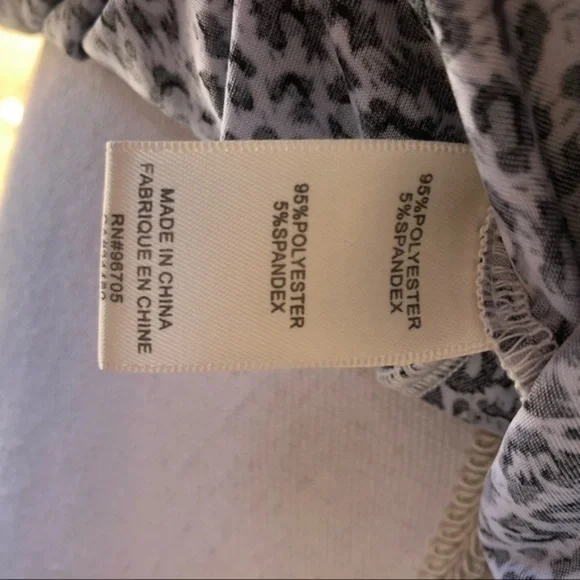 95%POLYESTER
5%SPANDEX
95%POLYESTER
5%SPANDEX
MADE IN CHINA
FABRIQUE EN CHINE
RN#96705